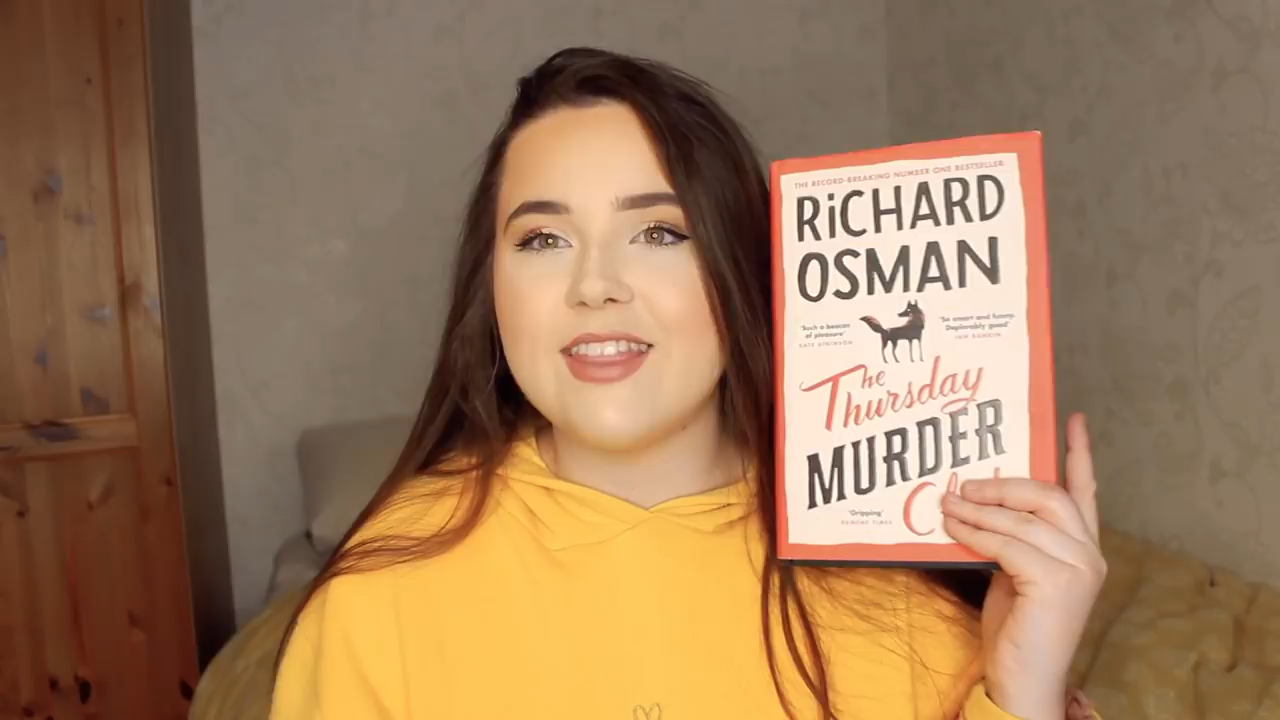 THE RECORD-BREAKING NUMBER ONE BESTSELLER
RiCHARD
OSMAN
'Such a beacon
of pleasure'
KATE ATKINSON
'So smart and funny.
Deplorably good'
IAN RANKIN
The
Thursday
MURDER
Cl
'Gripping'
SUNDAY TIMES